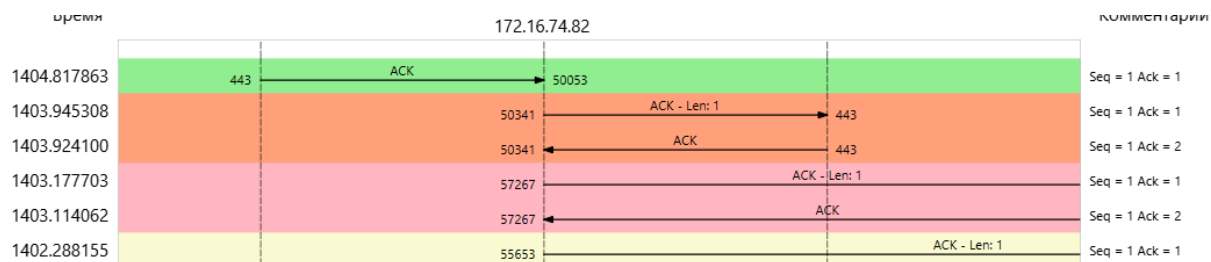 Время 172.16.74.82 Комментарий
1404.817863 443 ACK 50053 Seq = 1 Ack = 1
1403.945308 50341 ACK - Len: 1 443 Seq = 1 Ack = 1
1403.924100 50341 ACK 443 Seq = 1 Ack = 2
1403.177703 57267 ACK - Len: 1 Seq = 1 Ack = 1
1403.114062 57267 ACK Seq = 1 Ack = 2
1402.288155 55653 ACK - Len: 1 Seq = 1 Ack = 1